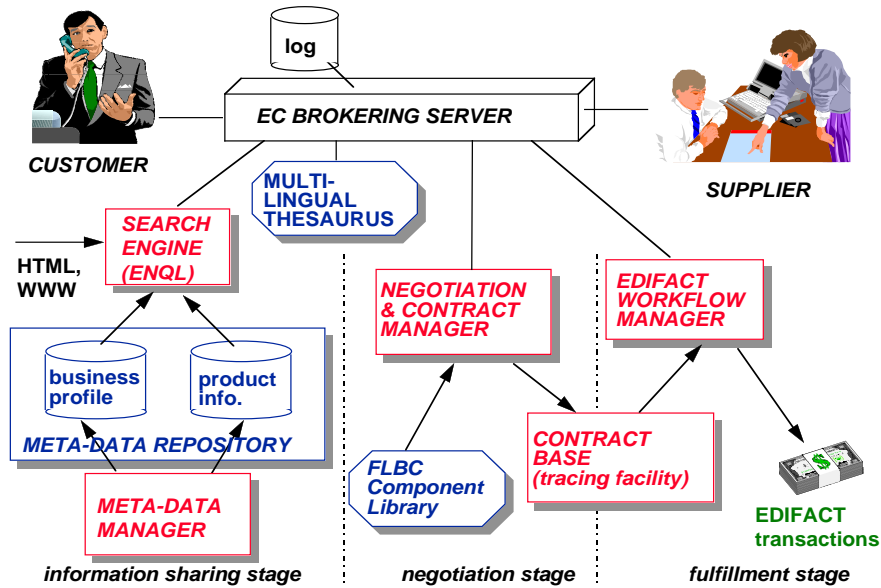 log
EC BROKERING SERVER
CUSTOMER
SUPPLIER
MULTI-
LINGUAL
THESAURUS
SEARCH
ENGINE
(ENQL)
HTML,
WWW
NEGOTIATION
& CONTRACT
MANAGER
EDIFACT
WORKFLOW
MANAGER
business
profile
product
info.
META-DATA REPOSITORY
META-DATA
MANAGER
FLBC
Component
Library
CONTRACT
BASE
(tracing facility)
EDIFACT
transactions
information sharing stage
negotiation stage
fulfillment stage